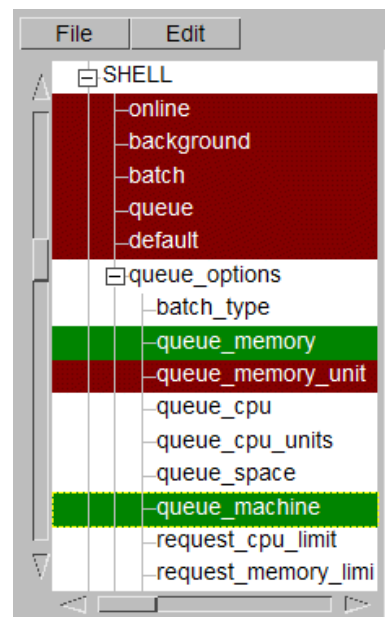 File Edit
SHELL
online
background
batch
queue
default
queue_options
batch_type
queue_memory
queue_memory_unit
queue_cpu
queue_cpu_units
queue_space
queue_machine
request_cpu_limit
request_memory_limi